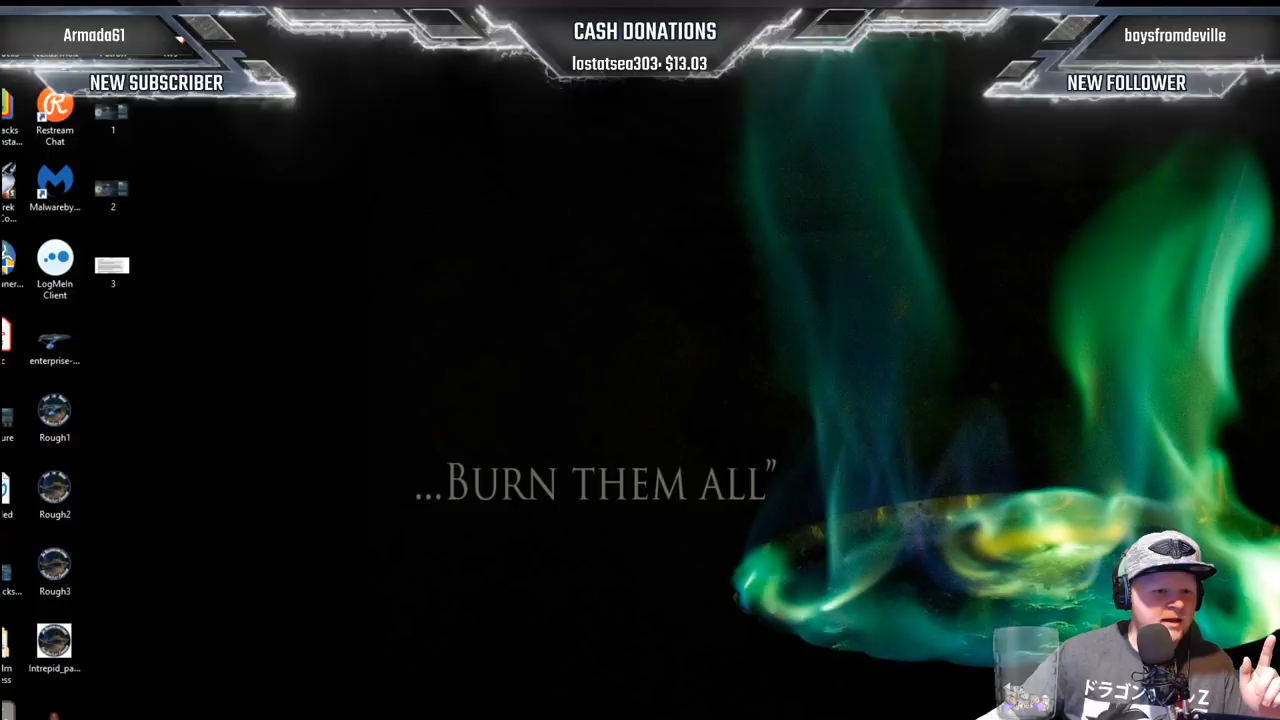 Armada61
NEW SUBSCRIBER
CASH DONATIONS
lastatsea303: $13.03
boysfromdeville
NEW FOLLOWER
Restream
Chat
1
Malwareby...
2
LogMeIn
Client
3
enterprise-...
Rough1
Rough2
Rough3
Intrepid_pa...
...BURN THEM ALL”